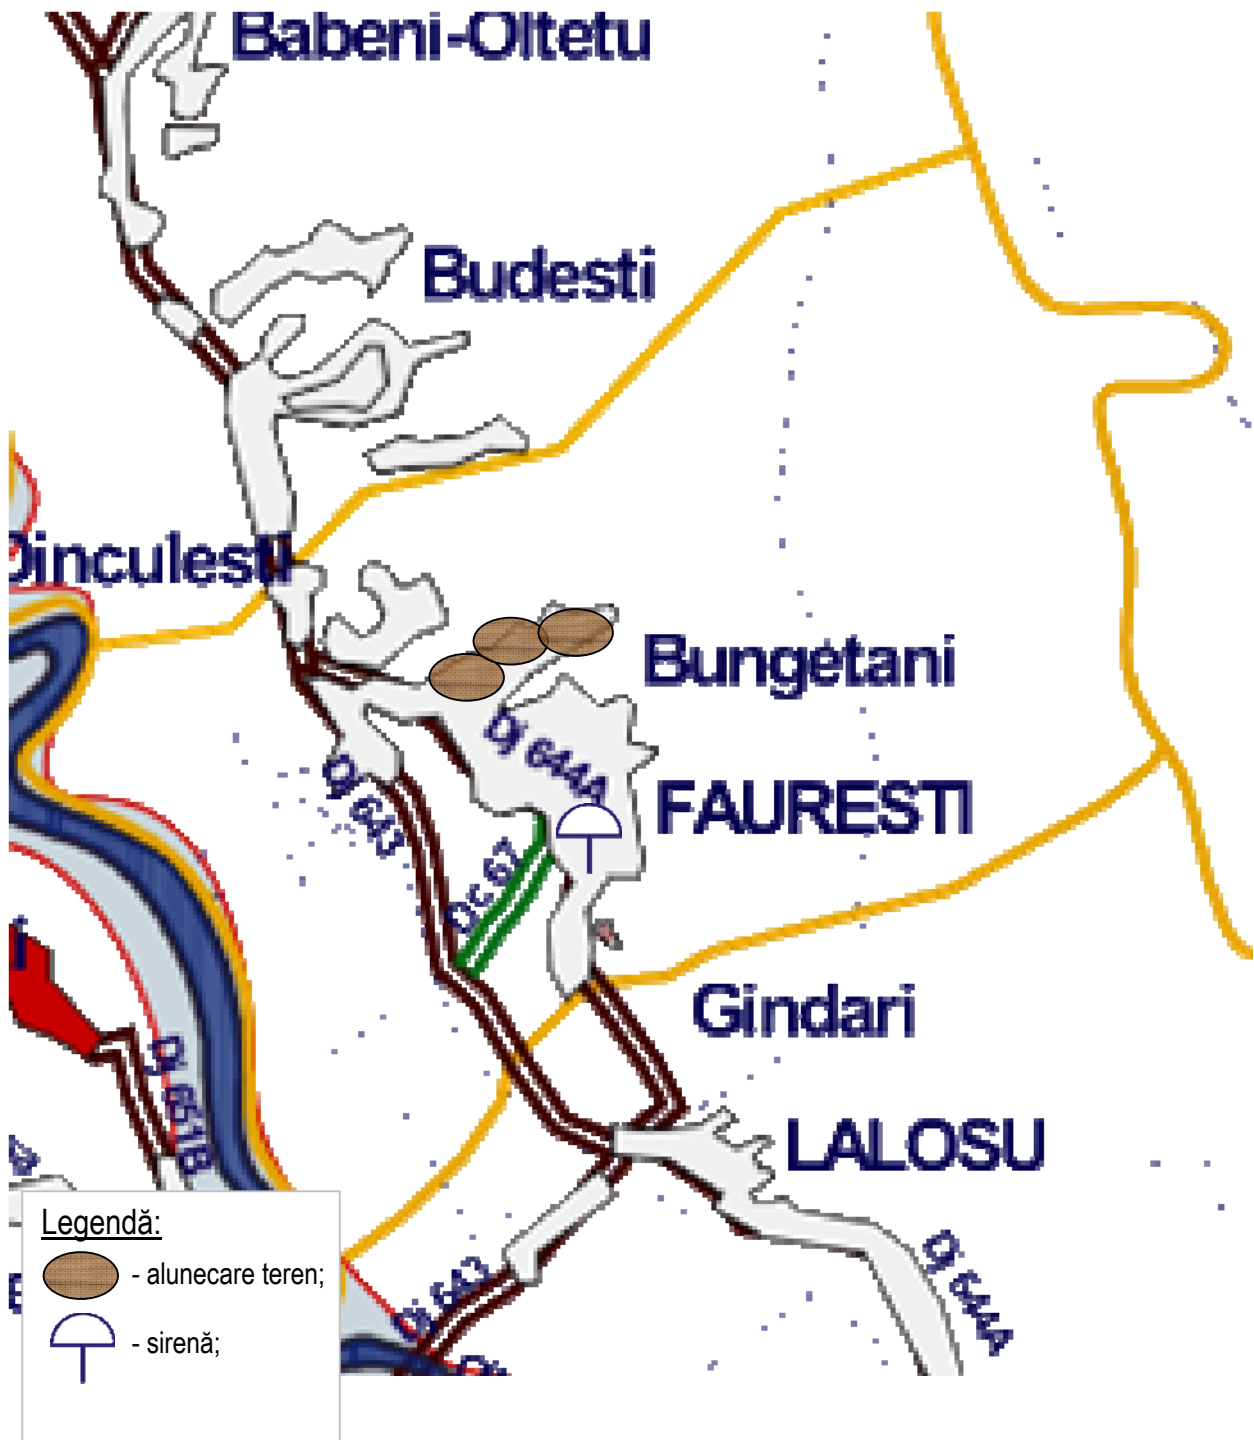 Babeni-Oltetu
Budesti
Dinculesti
Bungetani
Dj 644A
Dj 643
FAURESTI
Dc 67
Gindari
Dj 651B
LALOSU
Dj 643
Dj 644A
Legendă:
- alunecare teren;
- sirenă;